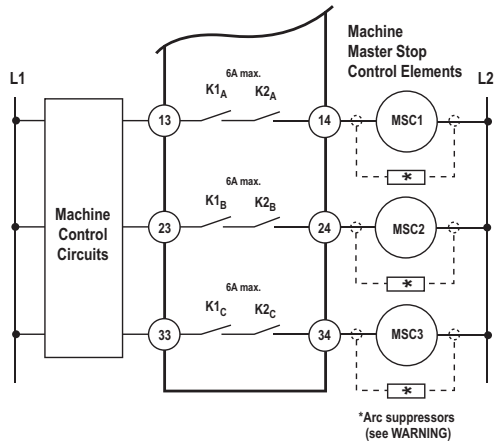 Machine
Master Stop
Control Elements
L1
L2
6A max.
K1A K2A
13
14
MSC1
*
Machine
Control
Circuits
6A max.
K1B K2B
23
24
MSC2
*
6A max.
K1C K2C
33
34
MSC3
*
*Arc suppressors
(see WARNING)